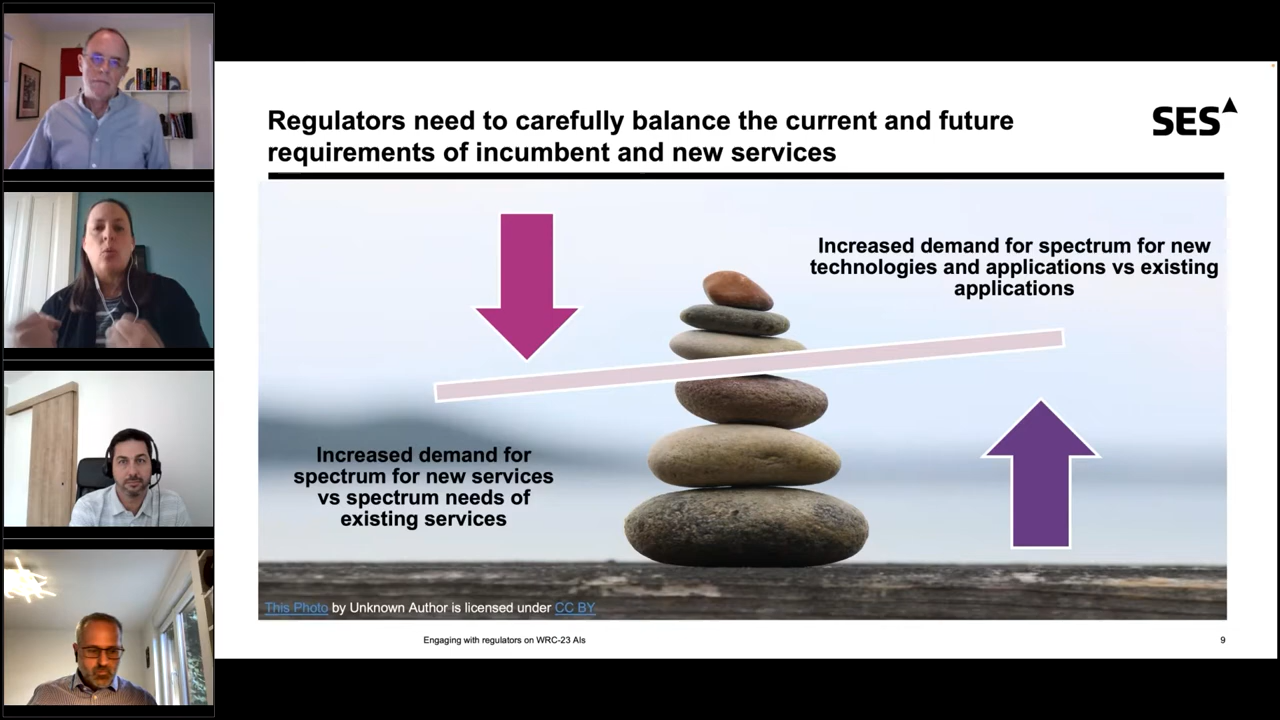 Regulators need to carefully balance the current and future
requirements of incumbent and new services
SES
Increased demand for spectrum for new
technologies and applications vs existing
applications
Increased demand for
spectrum for new services
vs spectrum needs of
existing services
This Photo by Unknown Author is licensed under CC BY
Engaging with regulators on WRC-23 AIs
9